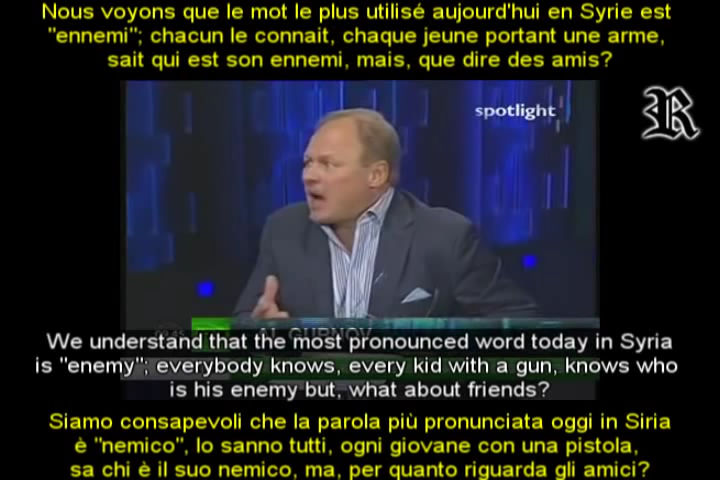 Nous voyons que le mot le plus utilisé aujourd'hui en Syrie est
"ennemi"; chacun le connait, chaque jeune portant une arme,
sait qui est son ennemi, mais, que dire des amis?
spotlight
R
AL GURNOV
We understand that the most pronounced word today in Syria
is "enemy"; everybody knows, every kid with a gun, knows who
is his enemy but, what about friends?
Siamo consapevoli che la parola più pronunciata oggi in Siria
è "nemico", lo sanno tutti, ogni giovane con una pistola,
sa chi è il suo nemico, ma, per quanto riguarda gli amici?